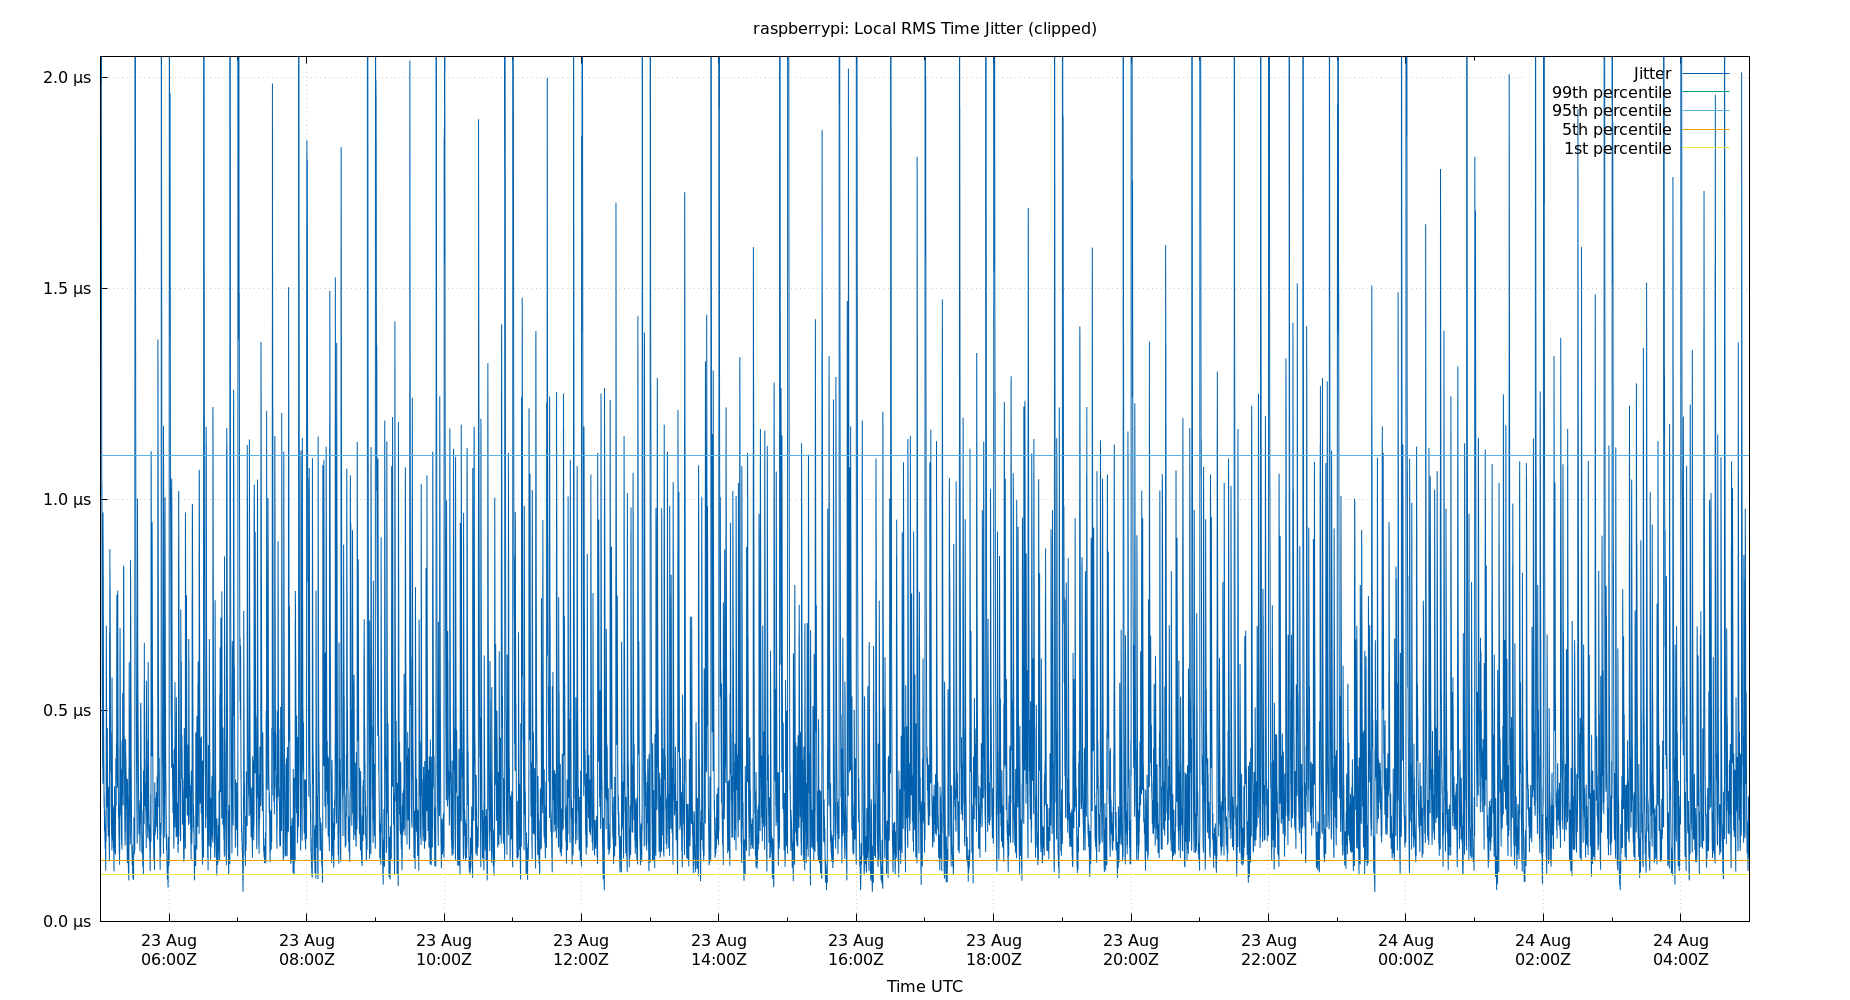 raspberrypi: Local RMS Time Jitter (clipped)
2.0 µs
1.5 µs
1.0 µs
0.5 µs
0.0 µs
Jitter
99th percentile
95th percentile
5th percentile
1st percentile
23 Aug 23 Aug 23 Aug 23 Aug 23 Aug 23 Aug 23 Aug 23 Aug 23 Aug 24 Aug 24 Aug 24 Aug
06:00Z 08:00Z 10:00Z 12:00Z 14:00Z 16:00Z 18:00Z 20:00Z 22:00Z 00:00Z 02:00Z 04:00Z
Time UTC